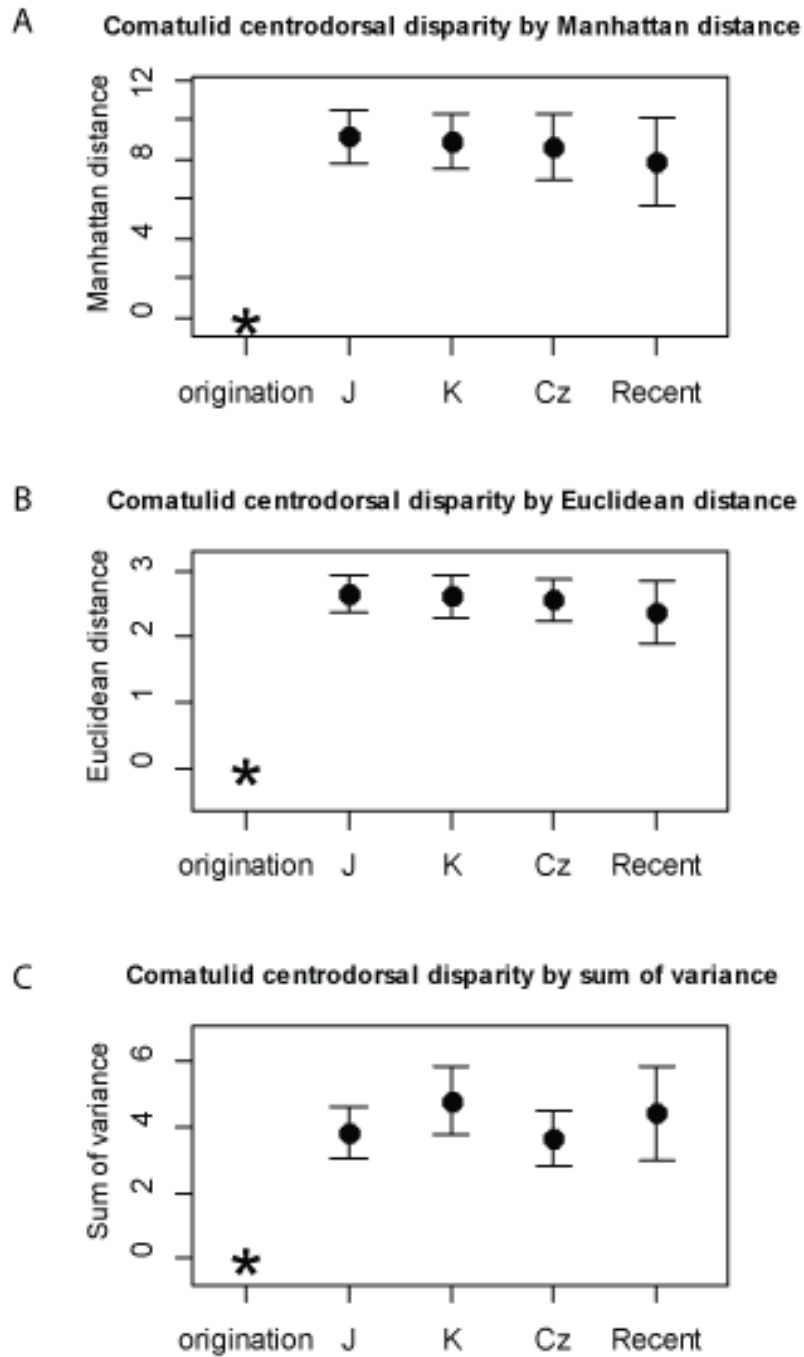 A
Comatulid centrodorsal disparity by Manhattan distance
Manhattan distance
12
8
4
0
*
origination J K Cz Recent
B
Comatulid centrodorsal disparity by Euclidean distance
Euclidean distance
3
2
1
0
*
origination J K Cz Recent
C
Comatulid centrodorsal disparity by sum of variance
Sum of variance
6
4
2
0
*
origination J K Cz Recent